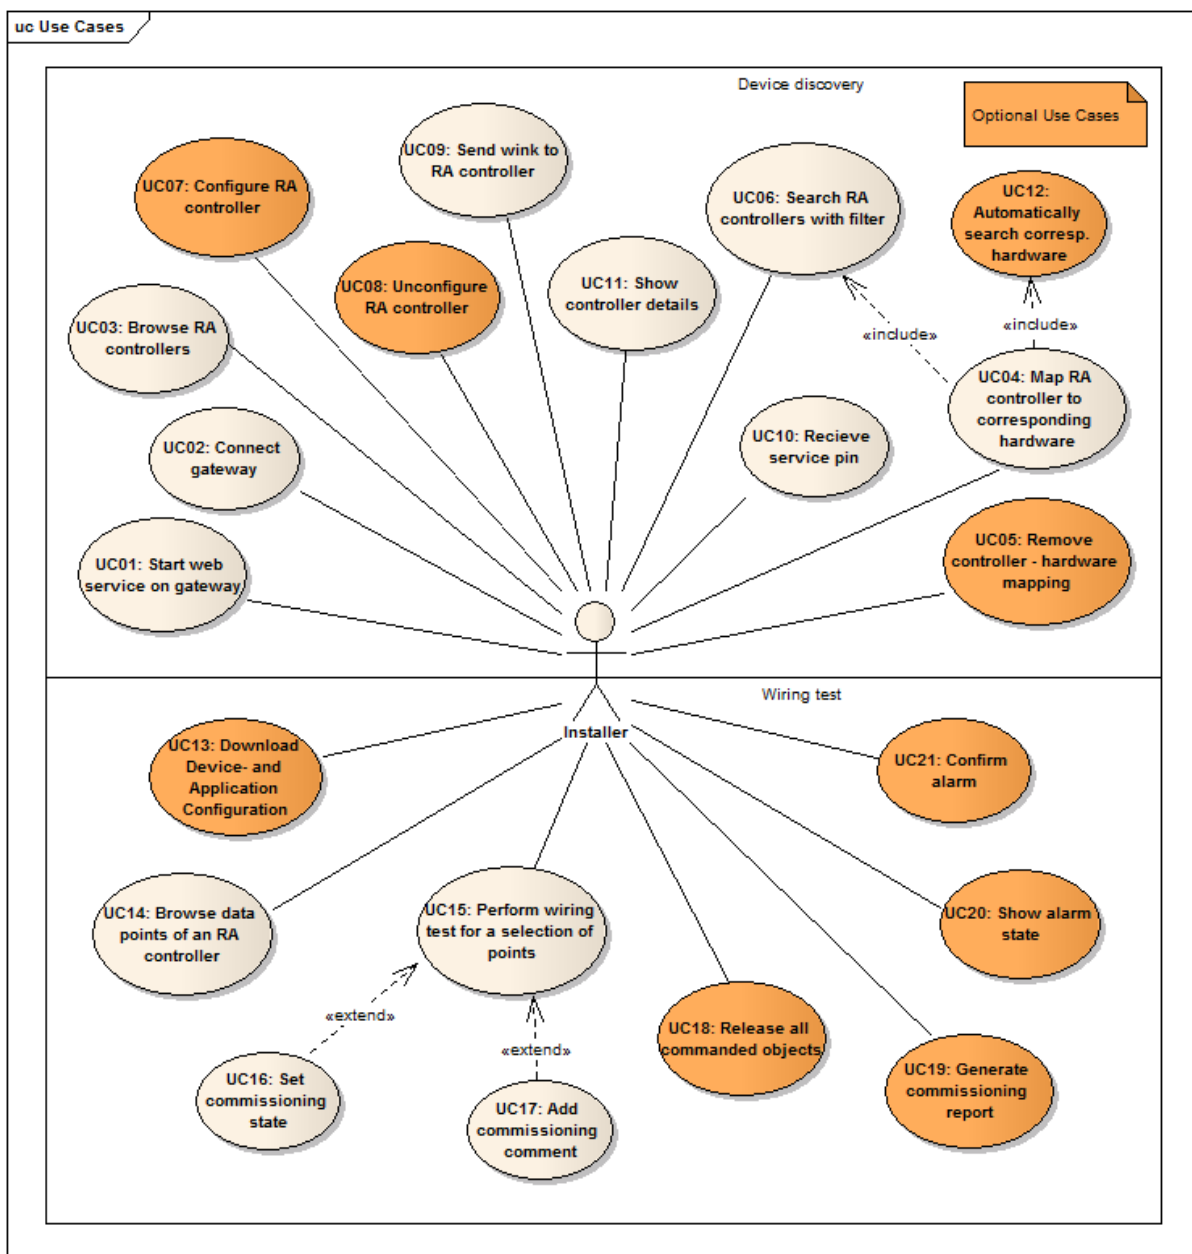 uc Use Cases
Device discovery
Optional Use Cases
UC09: Send wink to
RA controller
UC07: Configure RA
controller
UC06: Search RA
controllers with filter
UC12:
Automatically
search corresp.
hardware
UC08: Unconfigure
RA controller
UC11: Show
controller details
UC03: Browse RA
controllers
«include»
«include»
UC04: Map RA
controller to
corresponding
hardware
UC02: Connect
gateway
UC10: Recieve
service pin
UC01: Start web
service on gateway
UC05: Remove
controller - hardware
mapping
Wiring test
Installer
UC13: Download
Device- and
Application
Configuration
UC21: Confirm
alarm
UC14: Browse data
points of an RA
controller
UC15: Perform wiring
test for a selection of
points
UC20: Show alarm
state
«extend»
«extend»
UC18: Release all
commanded objects
UC16: Set
commissioning
state
UC17: Add
commissioning
comment
UC19: Generate
commissioning
report